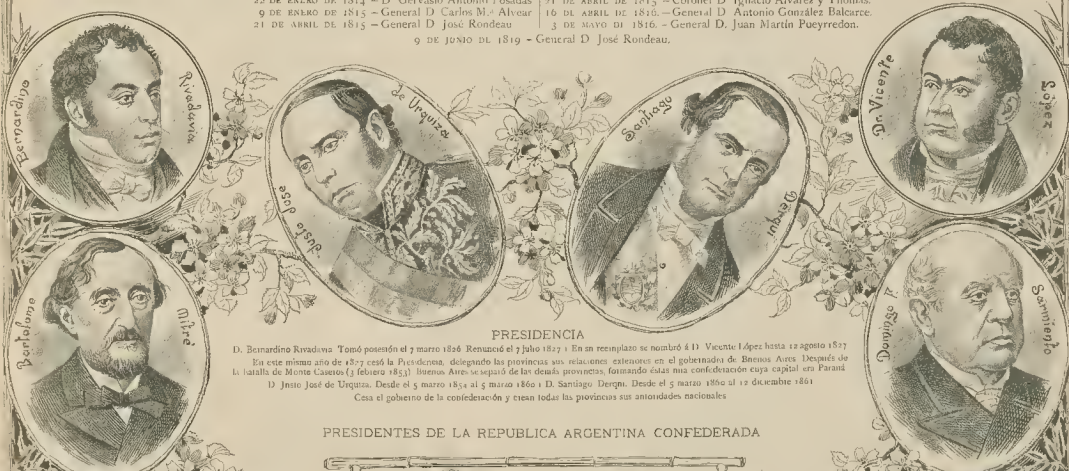 22 DE ENERO DE 1814 – D Gervasio Antonio Posadas
9 DE ENERO DE 1815 – General D Carlos M.ª Alvear
21 DE ABRIL DE 1815 – General D José Rondeau
21 DE ABRIL DE 1815. – Coronel D Ignacio Alvarez y Thomas.
16 DE ABRIL DE 1816. – General D Antonio González Balcarce.
3 DE MAYO DE 1816. – General D. Juan Martín Pueyrredon.
9 DE JUNIO DE 1819 – General D José Rondeau.
Bernardino Rivadavia
Justo José de Urquiza
Santiago Derqui
Dr. Vicente López
Bartolome Mitré
Domingo F. Sarmiento
PRESIDENCIA
D. Bernardino Rivadavia Tomó posesión el 7 marzo 1826 Renunció el 7 Julio 1827 En su reemplazo se nombró á D Vicente López hasta 12 agosto 1827
En este mismo año de 1827 cesó la Presidencia, delegando las provincias sus relaciones exteriores en el gobernador de Buenos Aires Después de
la batalla de Monte Caseros (3 febrero 1853) Buenos Aires se separó de las demás provincias, formando éstas una confederación cuya capital era Paraná
D Justo José de Urquiza. Desde el 5 marzo 1854 al 5 marzo 1860 D. Santiago Derqui. Desde el 5 marzo 1860 al 12 diciembre 1861
Cesa el gobierno de la confederación y crean todas las provincias sus autoridades nacionales
PRESIDENTES DE LA REPUBLICA ARGENTINA CONFEDERADA